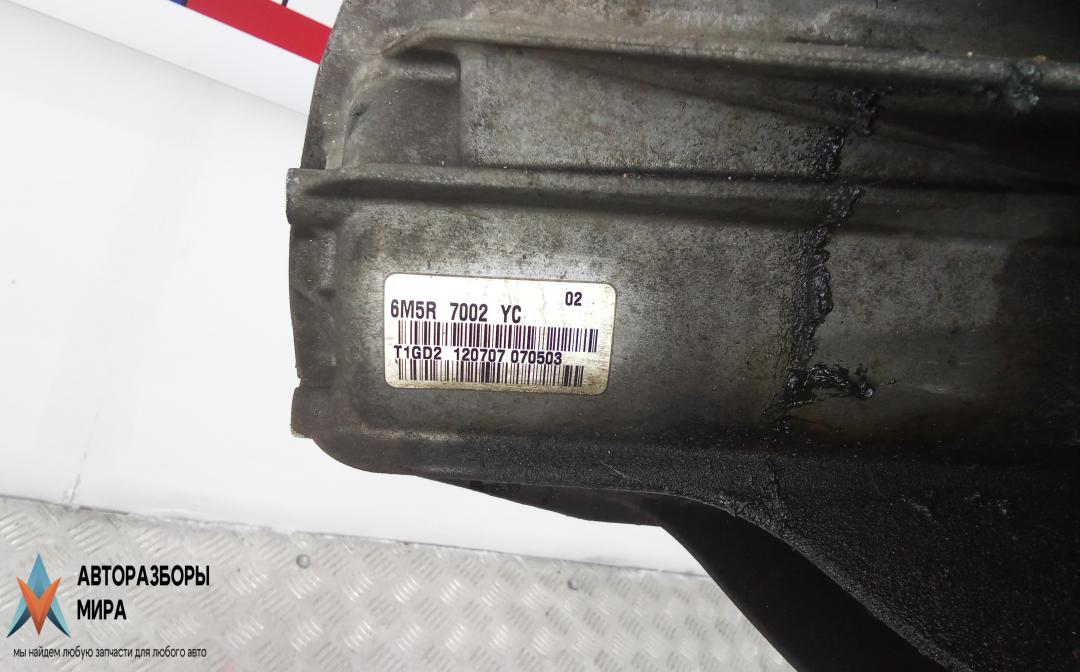 02
6M5R 7002 YC
T1GD2 120707 070503
АВТОРАЗБОРЫ
МИРА
мы найдем любую запчасти для любого авто